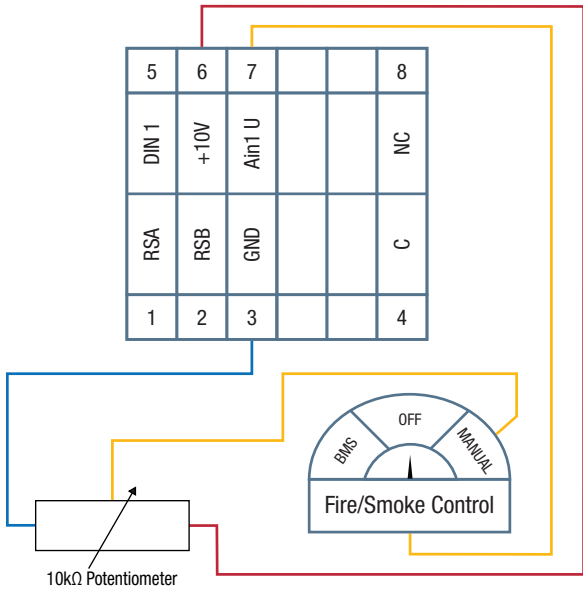 5 6 7 8
DIN 1 +10V Ain1 U NC
RSA RSB GND C
1 2 3 4
BMS OFF MANUAL
Fire/Smoke Control
10kΩ Potentiometer